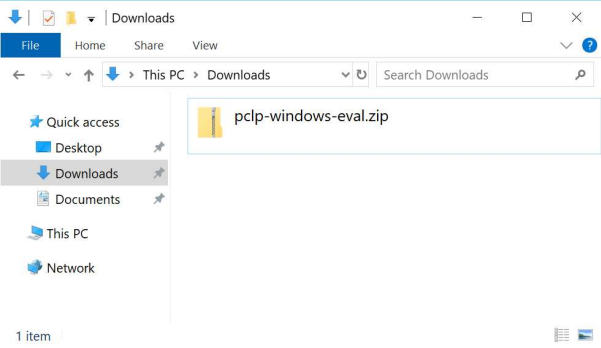 Downloads
File Home Share View
This PC Downloads Search Downloads
Quick access
Desktop
Downloads
Documents
This PC
Network
pclp-windows-eval.zip
1 item